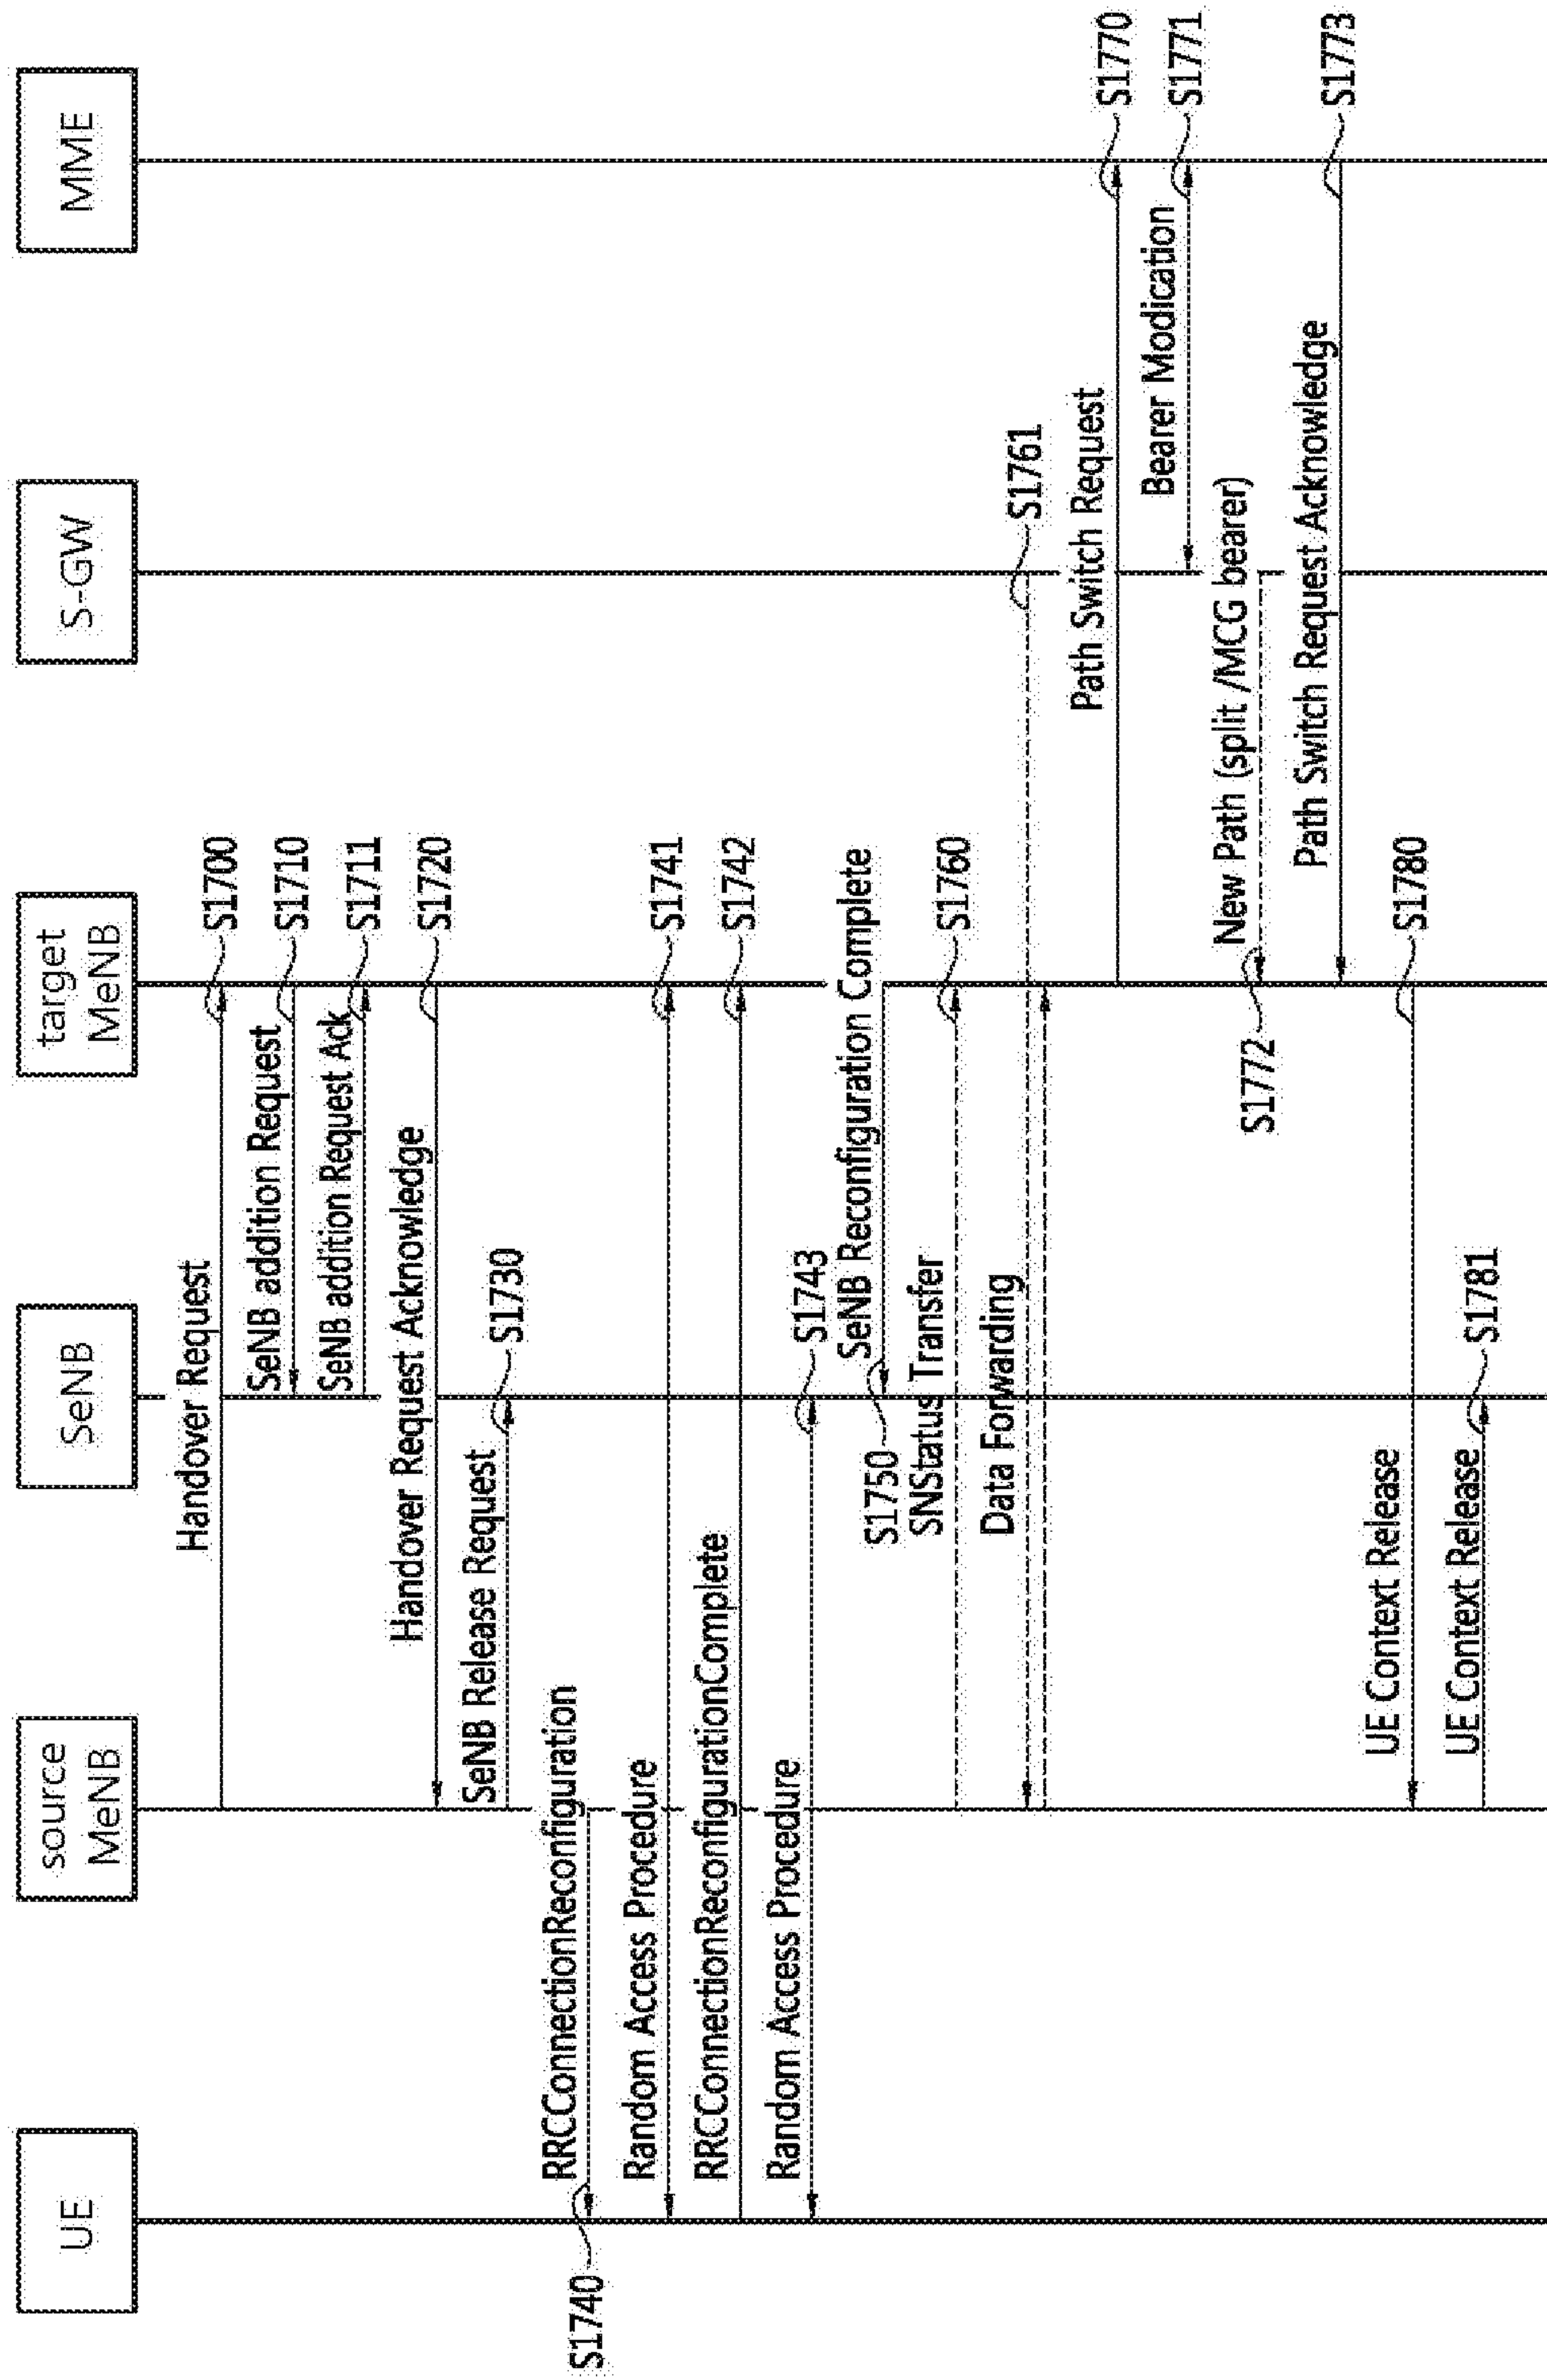 UE
source
MeNB
SeNB
target
MeNB
S-GW
MME
Handover Request
S1700
SeNB addition Request
S1710
SeNB addition Request Ack
S1711
Handover Request Acknowledge
S1720
SeNB Release Request
S1730
S1740
RRCConnectionReconfiguration
Random Access Procedure
S1741
RRCConnectionReconfigurationComplete
S1742
Random Access Procedure
S1743
S1750
SeNB Reconfiguration Complete
SNStatus Transfer
S1760
Data Forwarding
S1761
Path Switch Request
S1770
Bearer Modication
S1771
S1772
New Path (split /MCG bearer)
Path Switch Request Acknowledge
S1773
UE Context Release
S1780
UE Context Release
S1781